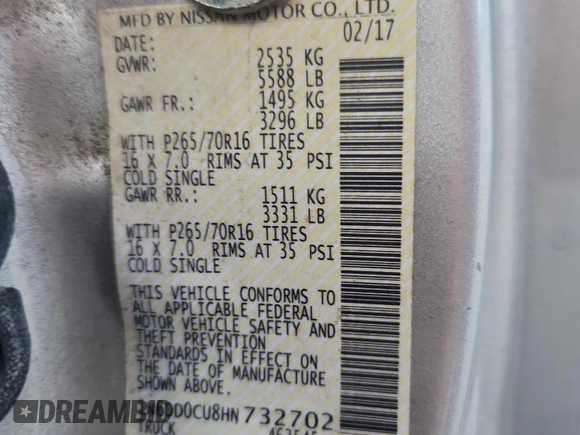 MFD BY NISSAN MOTOR CO., LTD.
DATE: 02/17
GVWR: 2535 KG
5588 LB
GAWR FR.: 1495 KG
3296 LB
WITH P265/70R16 TIRES
16 X 7.0 RIMS AT 35 PSI
COLD SINGLE
GAWR RR.: 1511 KG
3331 LB
WITH P265/70R16 TIRES
16 X 7.0 RIMS AT 35 PSI
COLD SINGLE
THIS VEHICLE CONFORMS TO
ALL APPLICABLE FEDERAL
MOTOR VEHICLE SAFETY AND
THEFT PREVENTION
STANDARDS IN EFFECT ON
THE DATE OF MANUFACTURE
SHOWN ABOVE.
732702
TRUCK
DREAMBID